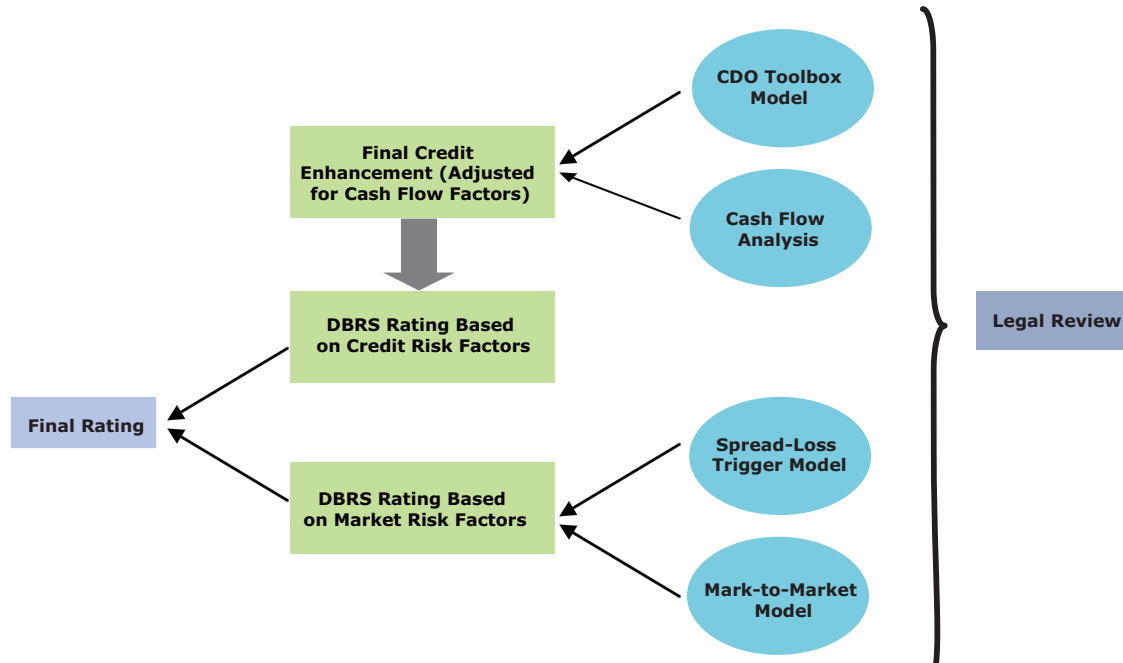 CDO Toolbox
Model
Final Credit
Enhancement (Adjusted
for Cash Flow Factors)
Cash Flow
Analysis
DBRS Rating Based
on Credit Risk Factors
Legal Review
Final Rating
Spread-Loss
Trigger Model
DBRS Rating Based
on Market Risk Factors
Mark-to-Market
Model